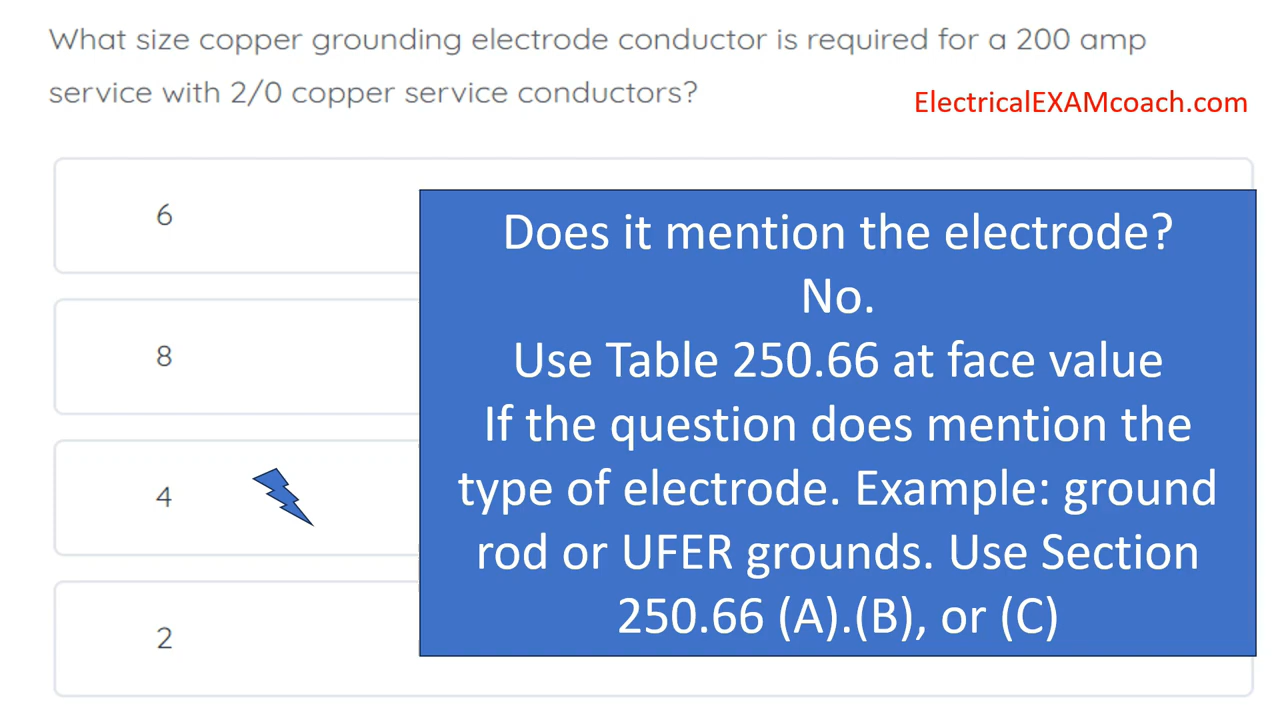 What size copper grounding electrode conductor is required for a 200 amp
service with 2/0 copper service conductors?
ElectricalEXAMcoach.com
6
8
4
2
Does it mention the electrode?
No.
Use Table 250.66 at face value
If the question does mention the
type of electrode. Example: ground
rod or UFER grounds. Use Section
250.66 (A).(B), or (C)